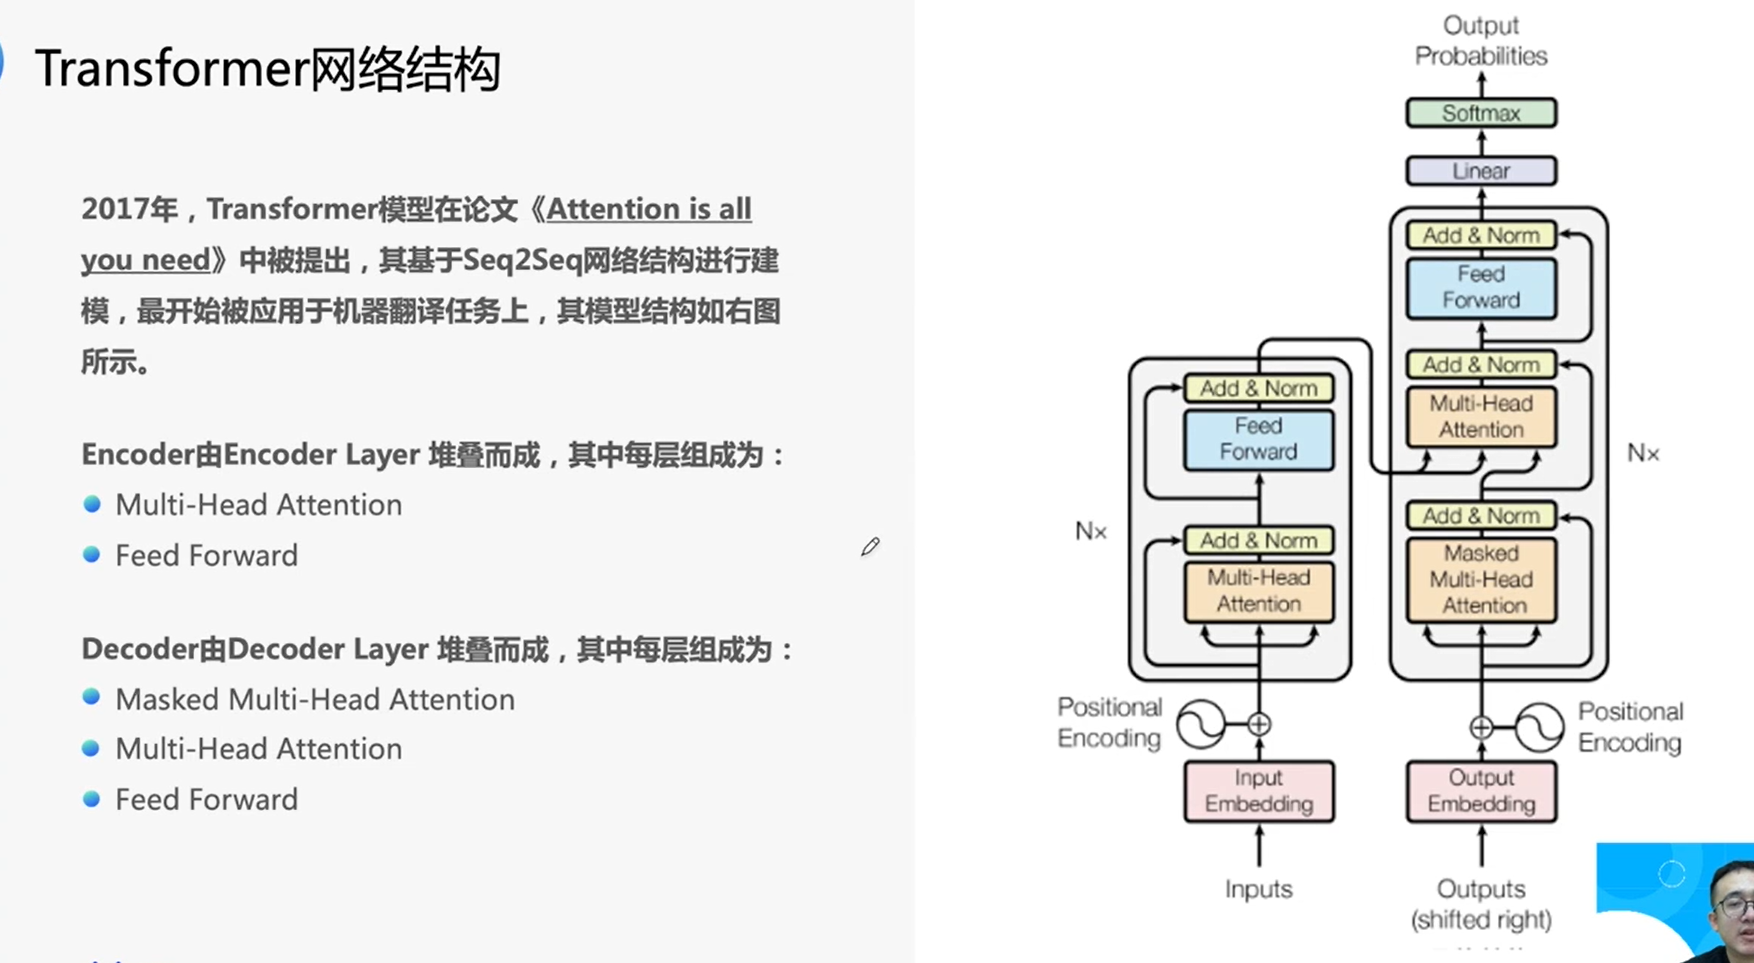 Transformer网络结构
2017年，Transformer模型在论文《Attention is all
you need》中被提出，其基于Seq2Seq网络结构进行建
模，最开始被应用于机器翻译任务上，其模型结构如右图
所示。
Encoder由Encoder Layer 堆叠而成，其中每层组成为：
Multi-Head Attention
Feed Forward
Decoder由Decoder Layer 堆叠而成，其中每层组成为：
Masked Multi-Head Attention
Multi-Head Attention
Feed Forward
Output
Probabilities
Softmax
Linear
Add & Norm
Feed
Forward
Add & Norm
Multi-Head
Attention
Nx
Add & Norm
Masked
Multi-Head
Attention
Add & Norm
Feed
Forward
Nx
Add & Norm
Multi-Head
Attention
Positional
Encoding
Positional
Encoding
Input
Embedding
Output
Embedding
Inputs
Outputs
(shifted right)